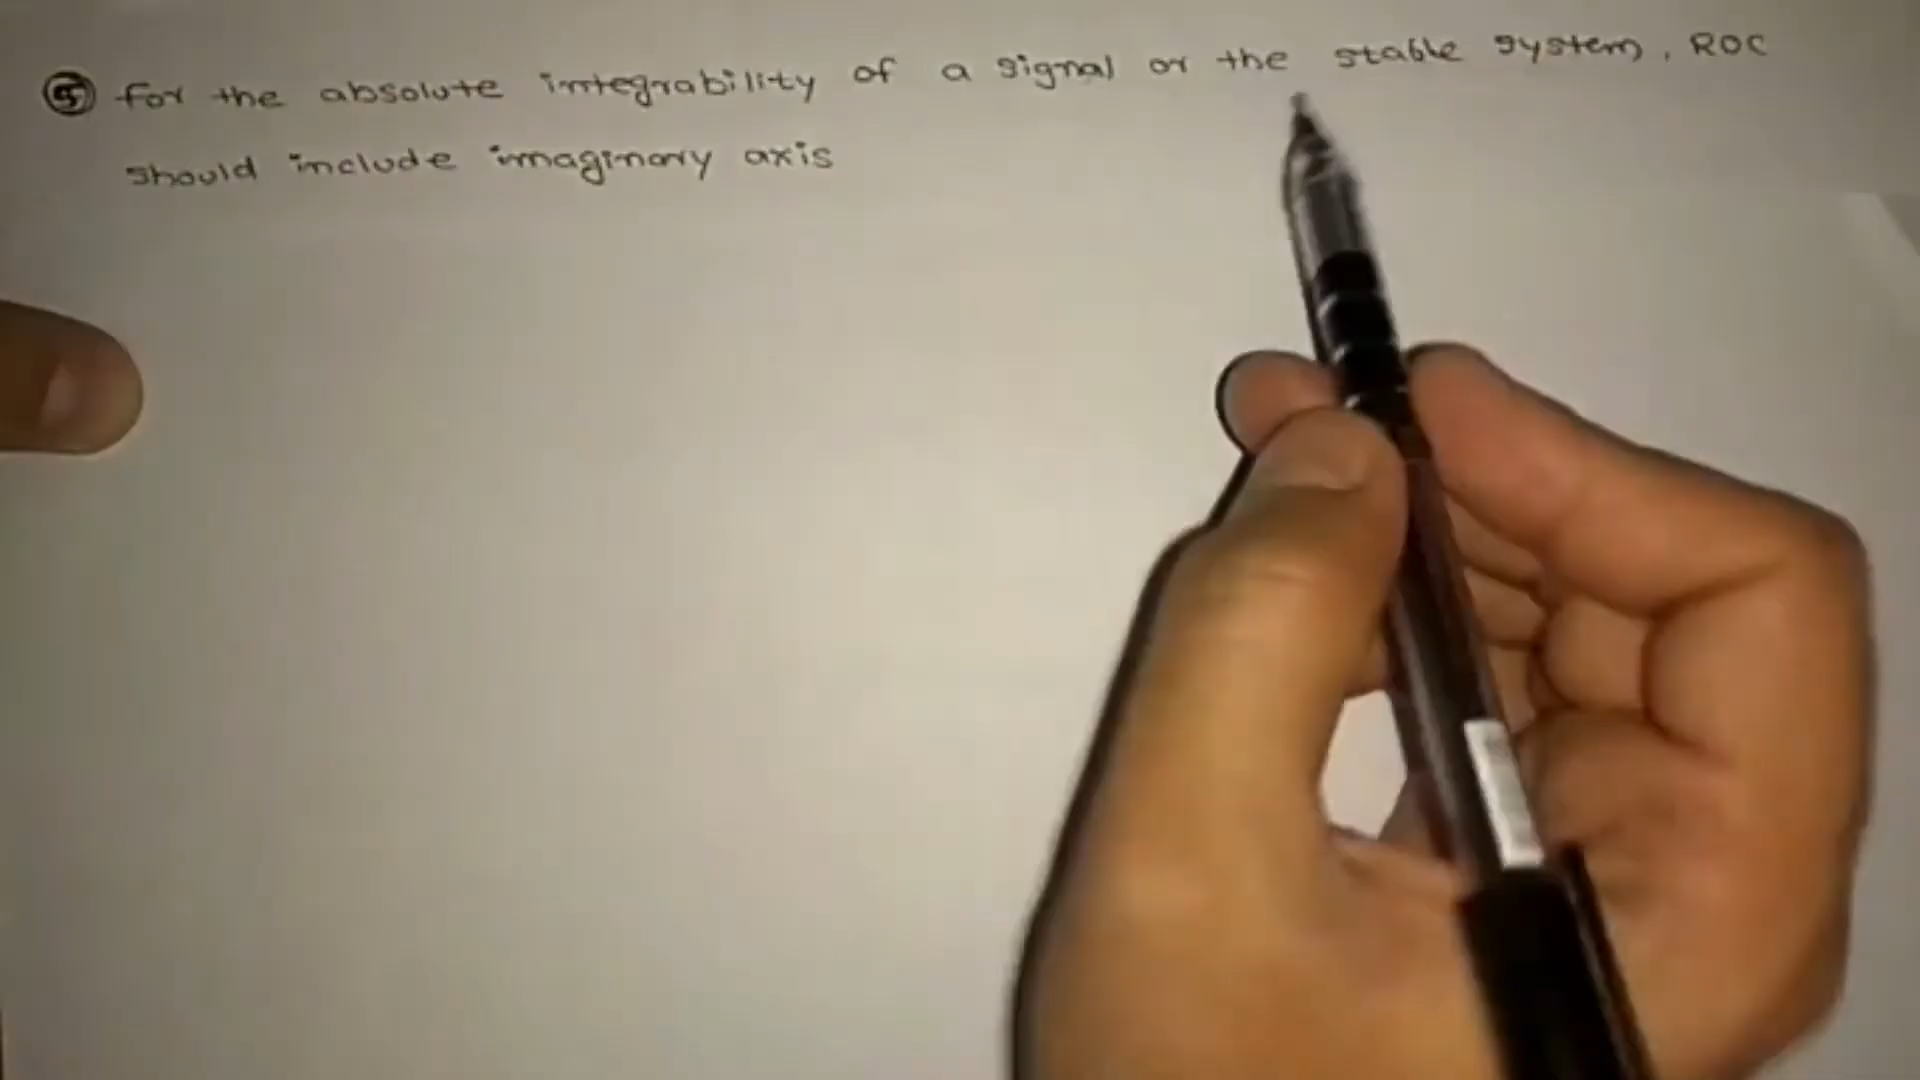 ⑤ for the absolute integrability of a signal or the stable system, ROC
should include imaginary axis